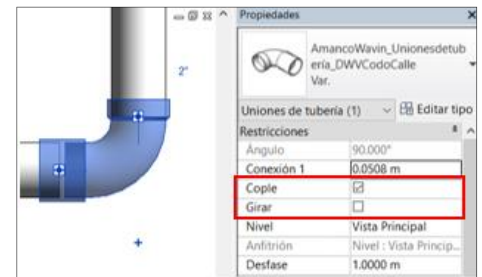 Propiedades
2"
AmancoWavin_Unionesdetub
ería_DWVCodoCalle
Var.
Uniones de tubería (1)
Editar tipo
Restricciones
Ángulo 90.000°
Conexión 1 0.0508 m
Cople
Girar
Nivel Vista Principal
Anfitrión Nivel : Vista Princip...
Desfase 1.0000 m